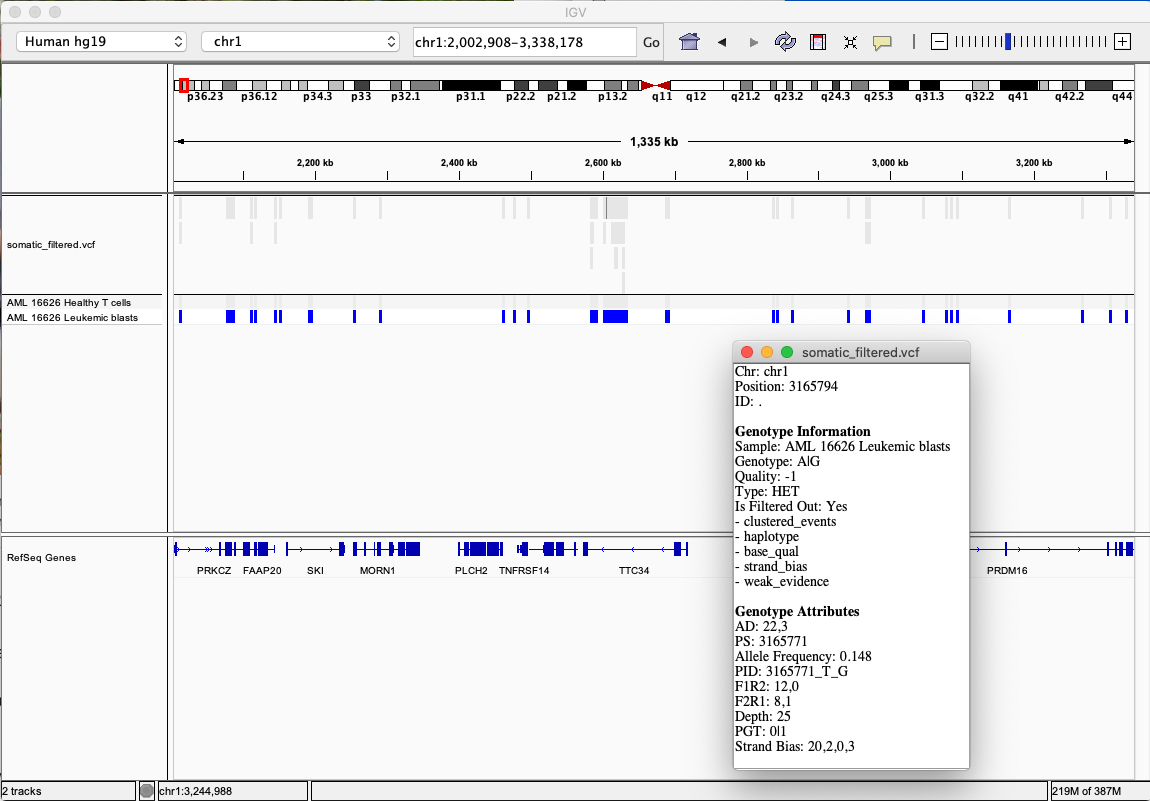 IGV
Human hg19 chr1 chr1:2,002,908-3,338,178 Go
p36.23 p36.12 p34.3 p33 p32.1 p31.1 p22.2 p21.2 p13.2 q11 q12 q21.2 q23.2 q24.3 q25.3 q31.3 q32.2 q41 q42.2 q44
1,335 kb
2,200 kb 2,400 kb 2,600 kb 2,800 kb 3,000 kb 3,200 kb
somatic_filtered.vcf
AML 16626 Healthy T cells
AML 16626 Leukemic blasts
somatic_filtered.vcf
Chr: chr1
Position: 3165794
ID: .
Genotype Information
Sample: AML 16626 Leukemic blasts
Genotype: A|G
Quality: -1
Type: HET
Is Filtered Out: Yes
- clustered_events
- haplotype
- base_qual
- strand_bias
- weak_evidence
Genotype Attributes
AD: 22,3
PS: 3165771
Allele Frequency: 0.148
PID: 3165771_T_G
F1R2: 12,0
F2R1: 8,1
Depth: 25
PGT: 0|1
Strand Bias: 20,2,0,3
RefSeq Genes
PRKCZ FAAP20 SKI MORN1 PLCH2 TNFRSF14 TTC34 PRDM16
2 tracks chr1:3,244,988 219M of 387M